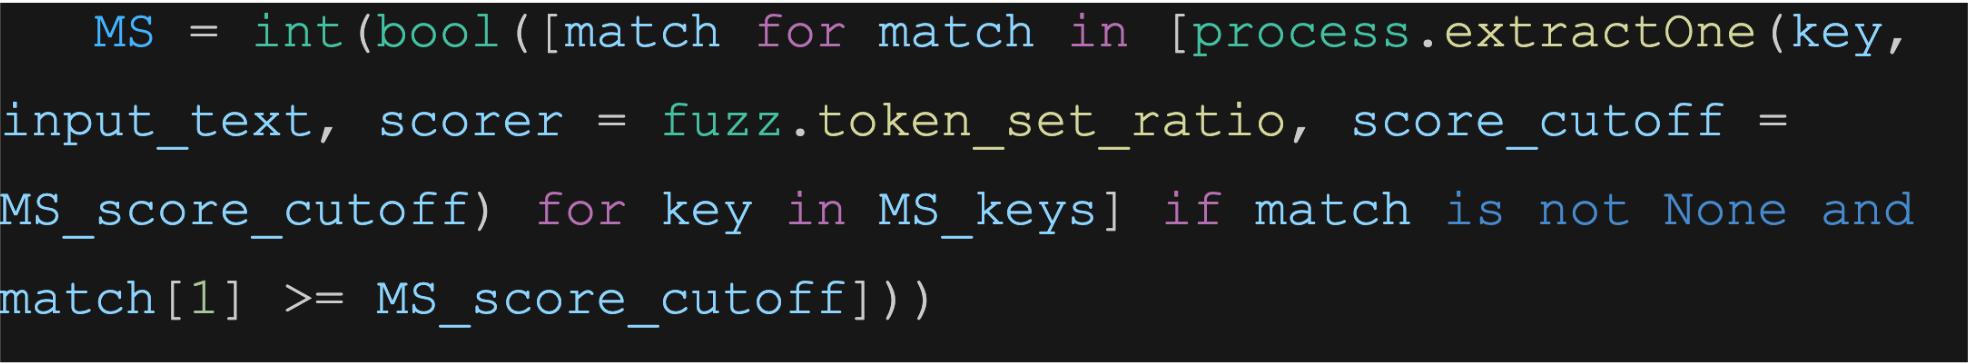 MS = int(bool([match for match in [process.extractOne(key,
input_text, scorer = fuzz.token_set_ratio, score_cutoff =
MS_score_cutoff) for key in MS_keys] if match is not None and
match[1] >= MS_score_cutoff]))